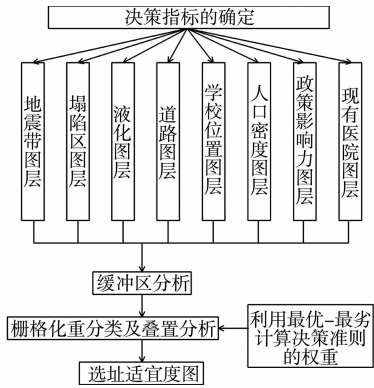 决策指标的确定
地震带图层
塌陷区图层
液化图层
道路图层
学校位置图层
人口密度图层
政策影响力图层
现有医院图层
缓冲区分析
栅格化重分类及叠置分析
利用最优-最劣
计算决策准则
的权重
选址适宜度图